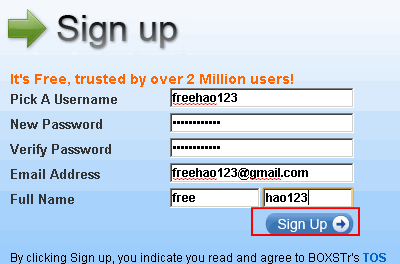 Sign up
It's Free, trusted by over 2 Million users!
Pick A Username freehao123
New Password ••••••••••••
Verify Password ••••••••••••
Email Address freehao123@gmail.com
Full Name free hao123
Sign Up
By clicking Sign up, you indicate you read and agree to BOXSTr's TOS